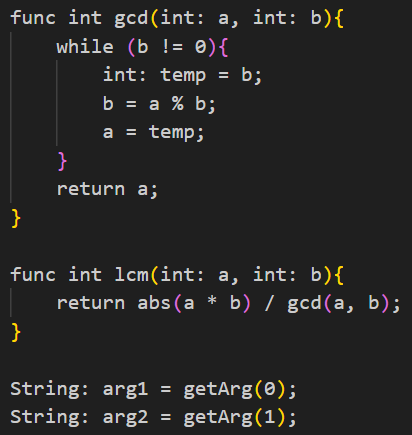 func int gcd(int: a, int: b){
    while (b != 0){
        int: temp = b;
        b = a % b;
        a = temp;
    }
    return a;
}

func int lcm(int: a, int: b){
    return abs(a * b) / gcd(a, b);
}

String: arg1 = getArg(0);
String: arg2 = getArg(1);